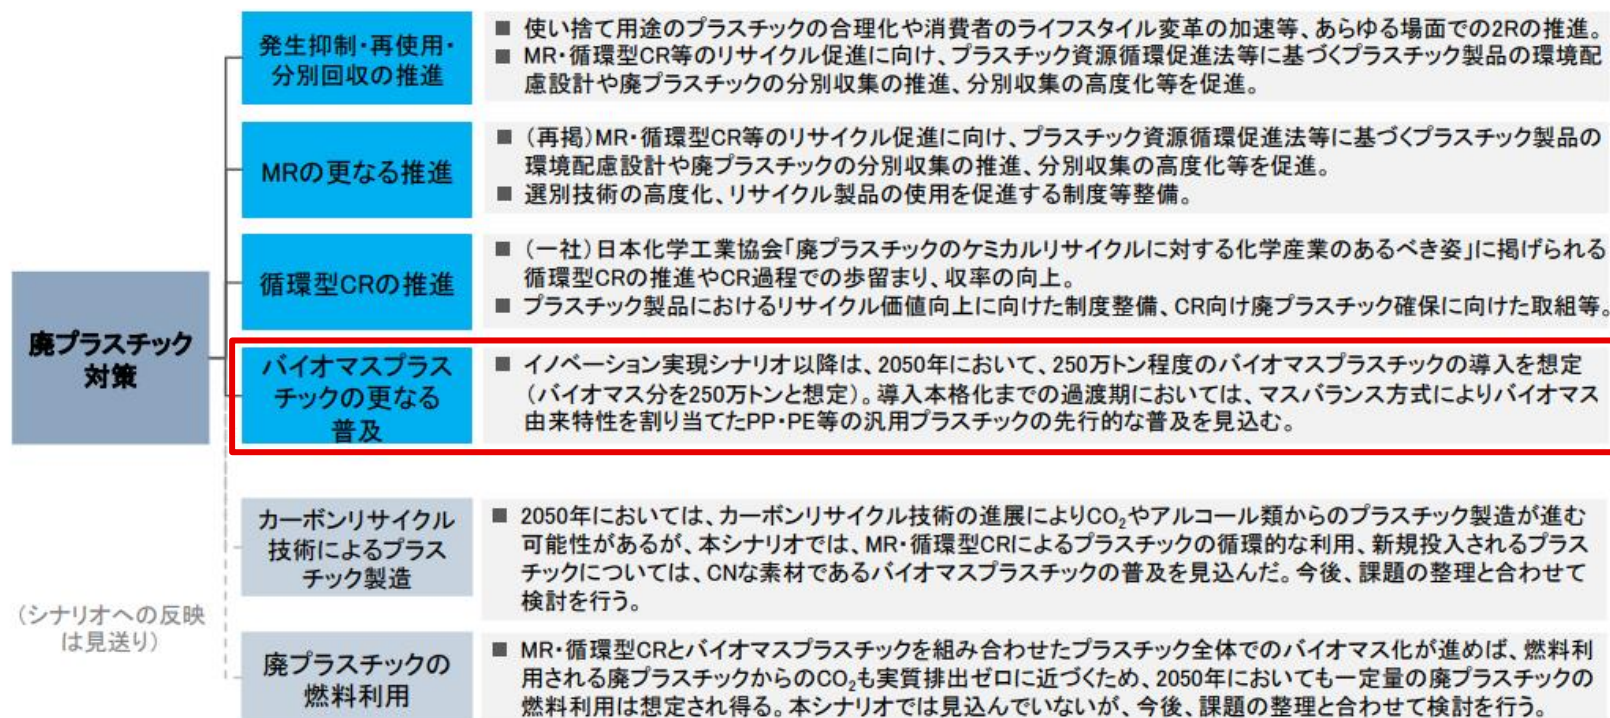 発生抑制・再使用・
分別回収の推進
■ 使い捨て用途のプラスチックの合理化や消費者のライフスタイル変革の加速等、あらゆる場面での2Rの推進。
■ MR・循環型CR等のリサイクル促進に向け、プラスチック資源循環促進法等に基づくプラスチック製品の環境配
慮設計や廃プラスチックの分別収集の推進、分別収集の高度化等を促進。
MRの更なる推進
■ (再掲)MR・循環型CR等のリサイクル促進に向け、プラスチック資源循環促進法等に基づくプラスチック製品の
環境配慮設計や廃プラスチックの分別収集の推進、分別収集の高度化等を促進。
■ 選別技術の高度化、リサイクル製品の使用を促進する制度等整備。
循環型CRの推進
■ (一社)日本化学工業協会「廃プラスチックのケミカルリサイクルに対する化学産業のあるべき姿」に掲げられる
循環型CRの推進やCR過程での歩留まり、収率の向上。
■ プラスチック製品におけるリサイクル価値向上に向けた制度整備、CR向け廃プラスチック確保に向けた取組等。
廃プラスチック
対策
バイオマスプラス
チックの更なる
普及
■ イノベーション実現シナリオ以降は、2050年において、250万トン程度のバイオマスプラスチックの導入を想定
(バイオマス分を250万トンと想定)。導入本格化までの過渡期においては、マスバランス方式によりバイオマス
由来特性を割り当てたPP・PE等の汎用プラスチックの先行的な普及を見込む。
(シナリオへの反映
は見送り)
カーボンリサイクル
技術によるプラス
チック製造
■ 2050年においては、カーボンリサイクル技術の進展によりCO₂やアルコール類からのプラスチック製造が進む
可能性があるが、本シナリオでは、MR・循環型CRによるプラスチックの循環的な利用、新規投入されるプラス
チックについては、CNな素材であるバイオマスプラスチックの普及を見込んだ。今後、課題の整理と合わせて
検討を行う。
廃プラスチックの
燃料利用
■ MR・循環型CRとバイオマスプラスチックを組み合わせたプラスチック全体でのバイオマス化が進めば、燃料利
用される廃プラスチックからのCO₂も実質排出ゼロに近づくため、2050年においても一定量の廃プラスチックの
燃料利用は想定され得る。本シナリオでは見込んでいないが、今後、課題の整理と合わせて検討を行う。